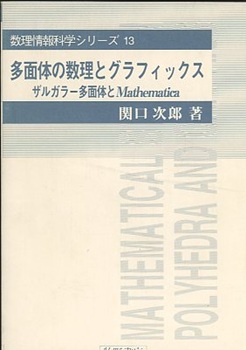 数理情報科学シリーズ 13
多面体の数理とグラフィックス
ザルガラー多面体とMathematica
関口次郎 著
MATHEMATICAL
POLYHEDRA AND